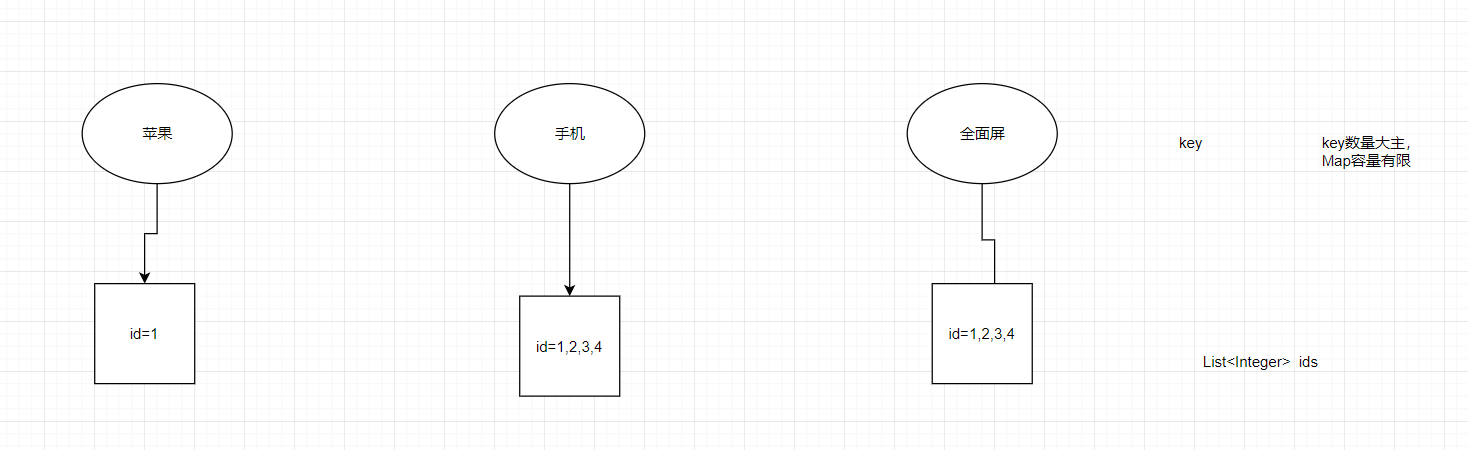 苹果
手机
全面屏
key
key数量大主，
Map容量有限
id=1
id=1,2,3,4
id=1,2,3,4
List<Integer> ids